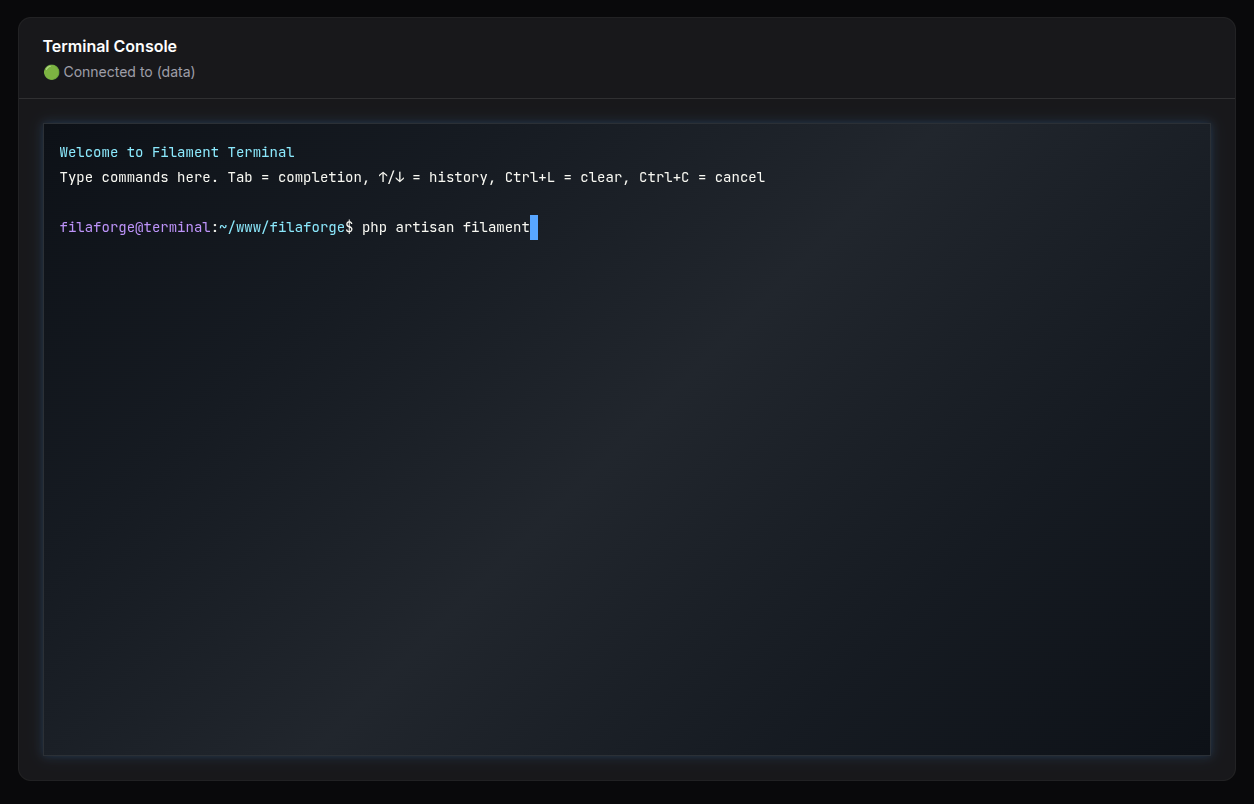 Terminal Console
🟢 Connected to (data)
Welcome to Filament Terminal
Type commands here. Tab = completion, ↑/↓ = history, Ctrl+L = clear, Ctrl+C = cancel
filaforge@terminal:~/www/filaforge$ php artisan filament